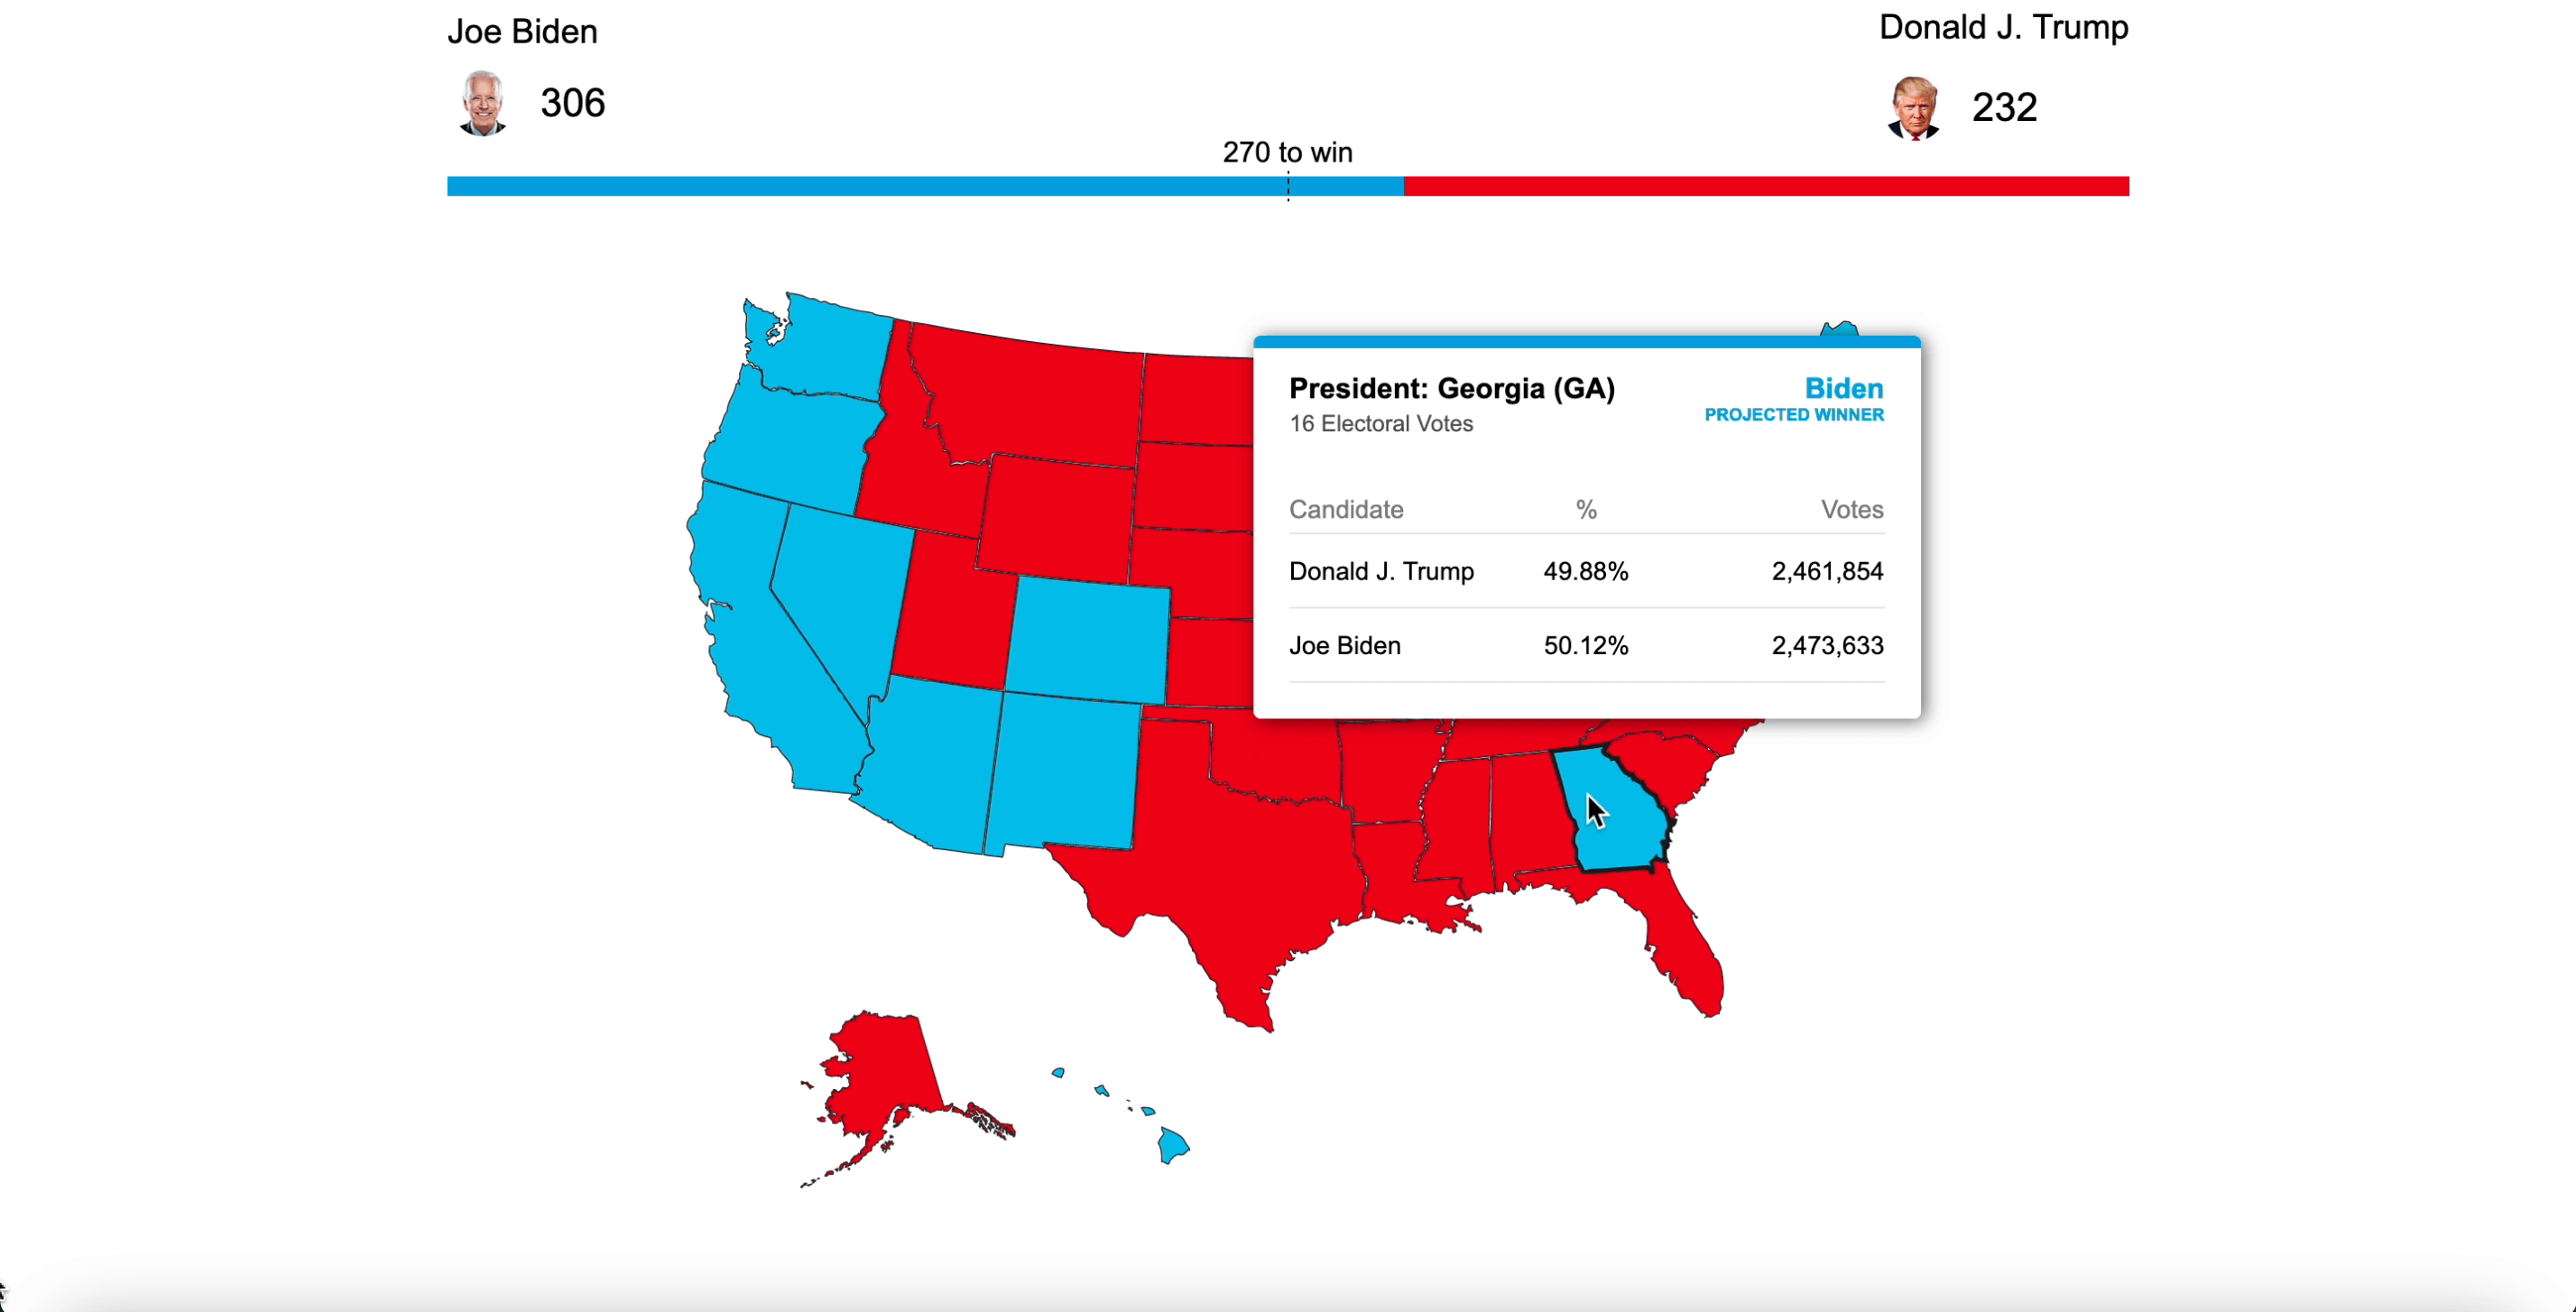 Joe Biden
Donald J. Trump
306
232
270 to win
President: Georgia (GA)
Biden
16 Electoral Votes
PROJECTED WINNER
Candidate % Votes
Donald J. Trump 49.88% 2,461,854
Joe Biden 50.12% 2,473,633